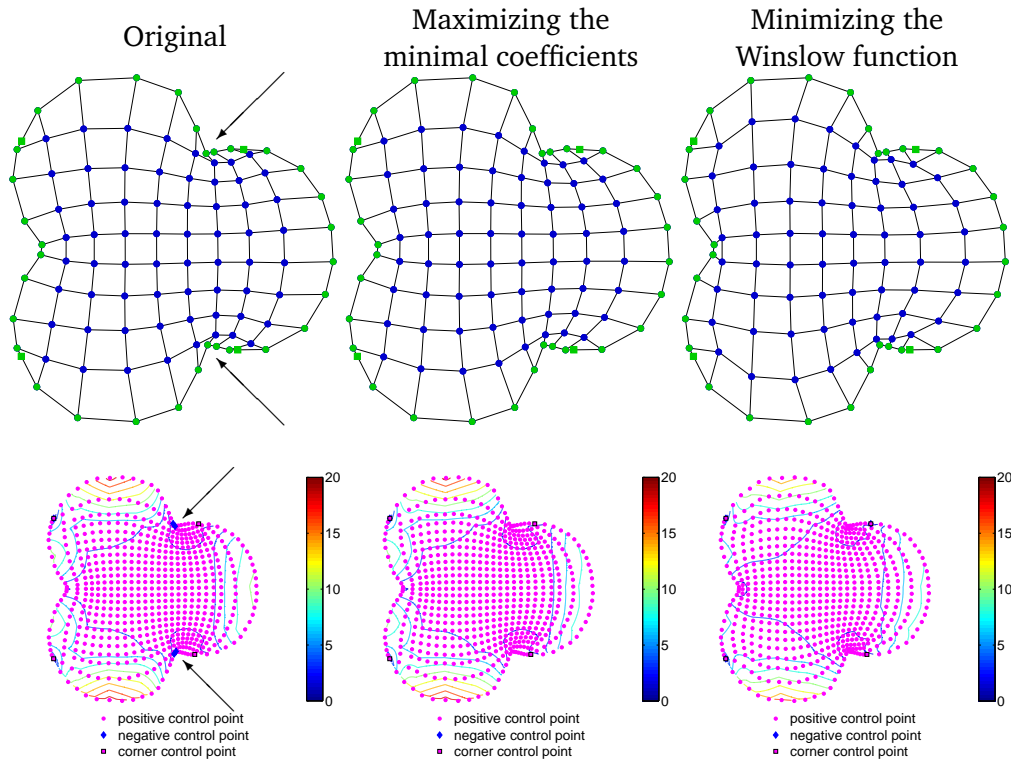 Original
Maximizing the
minimal coefficients
Minimizing the
Winslow function
20
15
10
5
0
positive control point
negative control point
corner control point
20
15
10
5
0
positive control point
negative control point
corner control point
20
15
10
5
0
positive control point
negative control point
corner control point